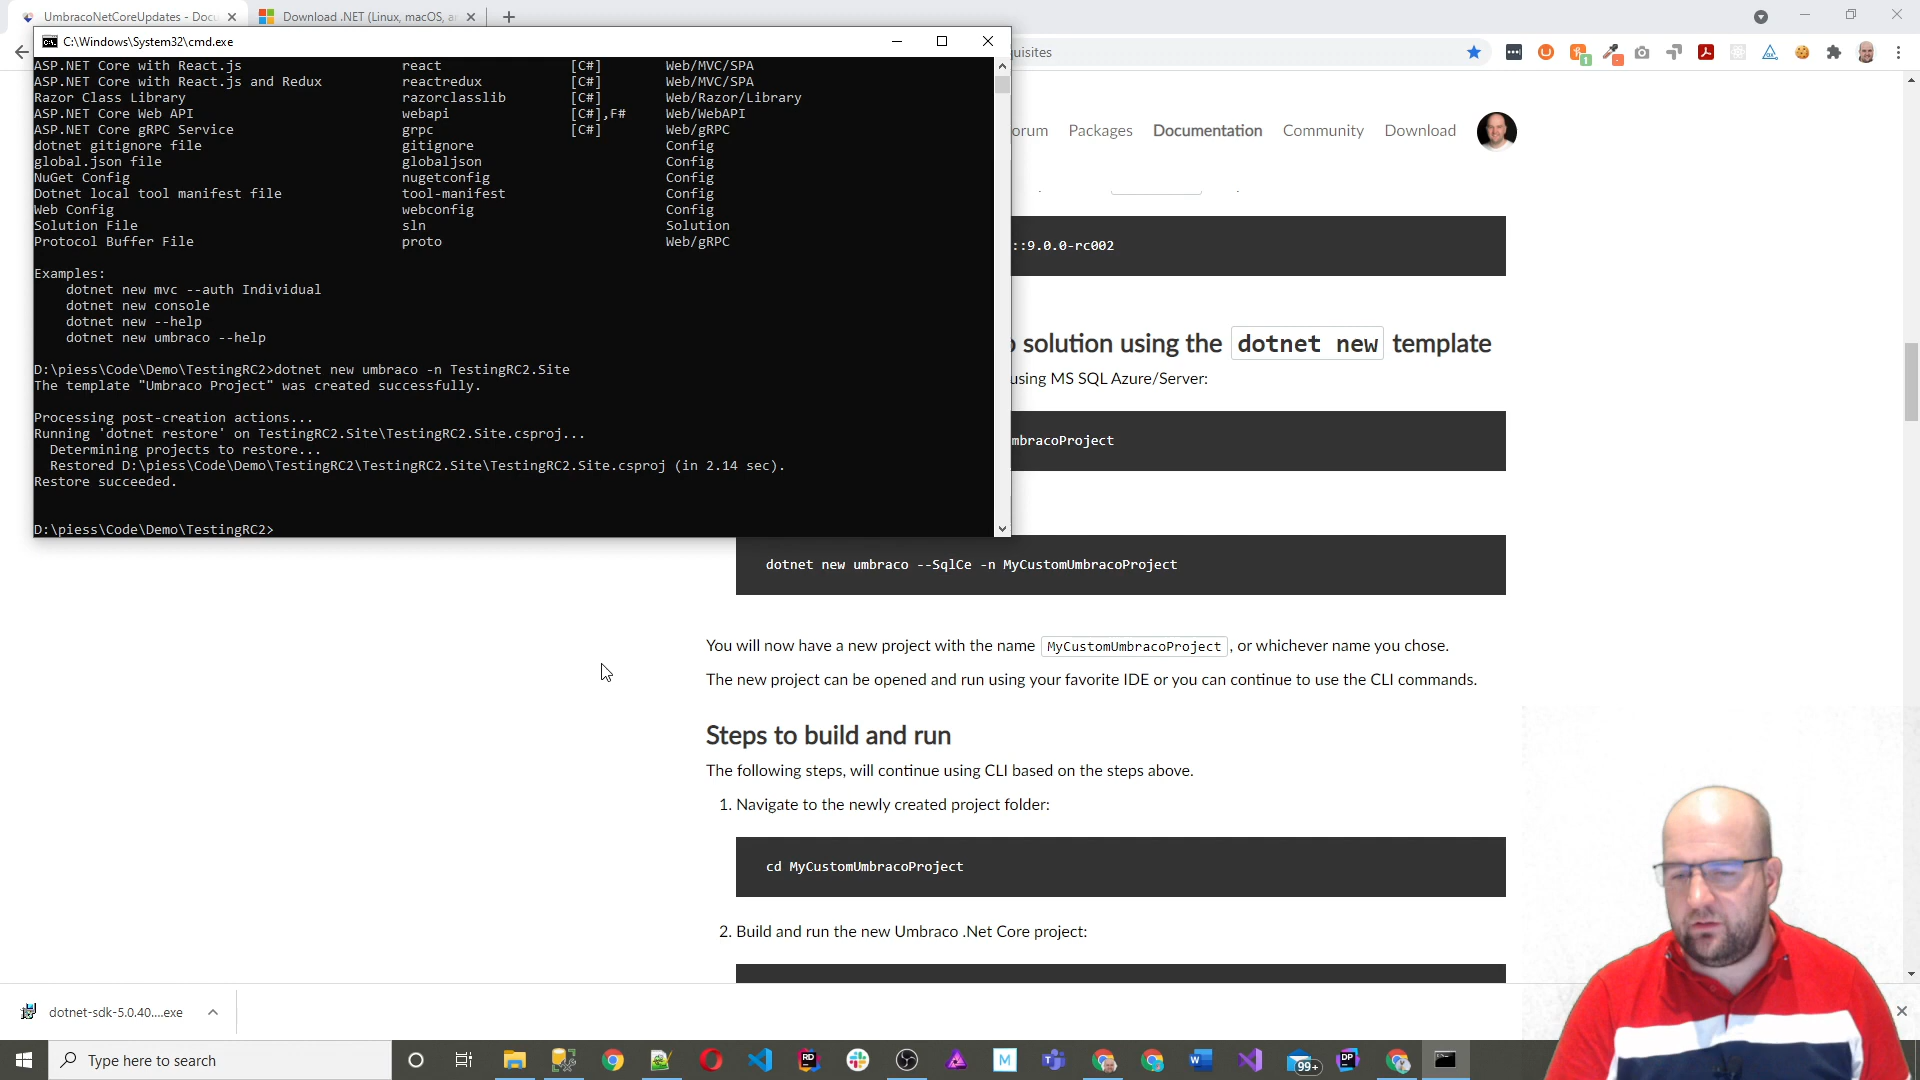 UmbracoNetCoreUpdates - Docu
Download .NET (Linux, macOS, a
C:\Windows\System32\cmd.exe
uisites
ASP.NET Core with React.js react [C#] Web/MVC/SPA
ASP.NET Core with React.js and Redux reactredux [C#] Web/MVC/SPA
Razor Class Library razorclasslib [C#] Web/Razor/Library
ASP.NET Core Web API webapi [C#],F# Web/WebAPI
ASP.NET Core gRPC Service grpc [C#] Web/gRPC
dotnet gitignore file gitignore Config
global.json file globaljson Config
NuGet Config nugetconfig Config
Dotnet local tool manifest file tool-manifest Config
Web Config webconfig Config
Solution File sln Solution
Protocol Buffer File proto Web/gRPC
Examples:
dotnet new mvc --auth Individual
dotnet new console
dotnet new --help
dotnet new umbraco --help
D:\piess\Code\Demo\TestingRC2>dotnet new umbraco -n TestingRC2.Site
The template "Umbraco Project" was created successfully.
Processing post-creation actions...
Running 'dotnet restore' on TestingRC2.Site\TestingRC2.Site.csproj...
Determining projects to restore...
Restored D:\piess\Code\Demo\TestingRC2\TestingRC2.Site\TestingRC2.Site.csproj (in 2.14 sec).
Restore succeeded.
D:\piess\Code\Demo\TestingRC2>
orum Packages Documentation Community Download
::9.0.0-rc002
solution using the dotnet new template
using MS SQL Azure/Server:
mbracoProject
dotnet new umbraco --SqlCe -n MyCustomUmbracoProject
You will now have a new project with the name MyCustomUmbracoProject, or whichever name you chose.
The new project can be opened and run using your favorite IDE or you can continue to use the CLI commands.
Steps to build and run
The following steps, will continue using CLI based on the steps above.
1. Navigate to the newly created project folder:
cd MyCustomUmbracoProject
2. Build and run the new Umbraco .Net Core project:
dotnet-sdk-5.0.40....exe
Type here to search
99+